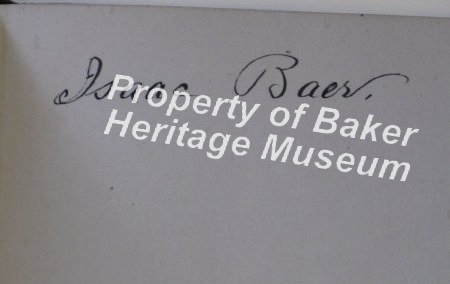 Isaac Baer.
Property of Baker
Heritage Museum